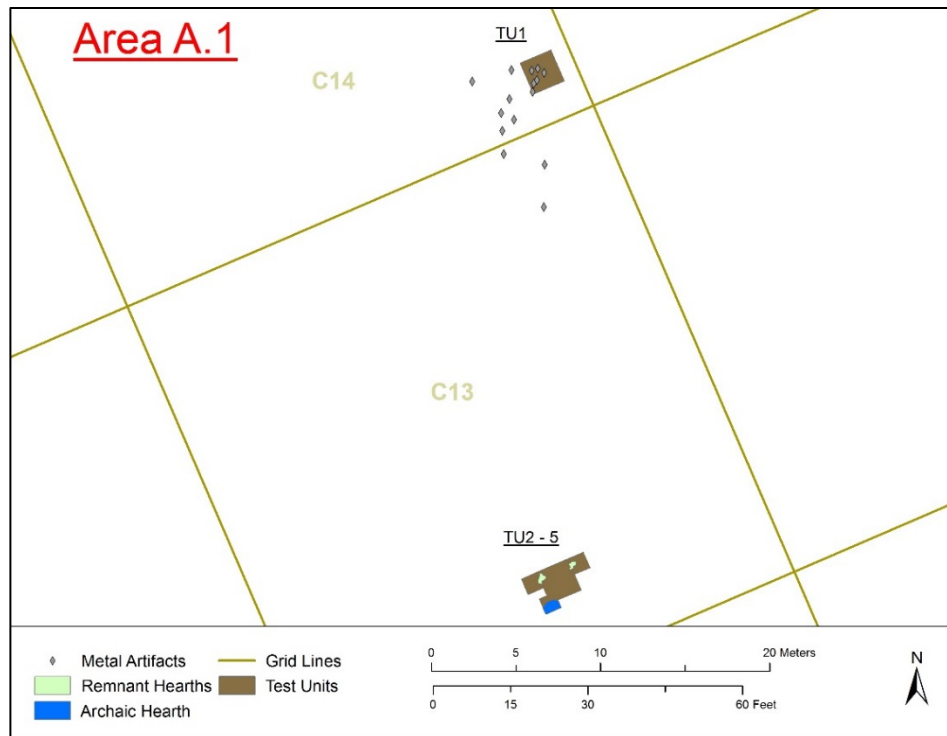 Area A.1
TU1
C14
C13
TU2 - 5
Metal Artifacts
Grid Lines
Remnant Hearths
Test Units
Archaic Hearth
0 5 10 20 Meters
0 15 30 60 Feet
N